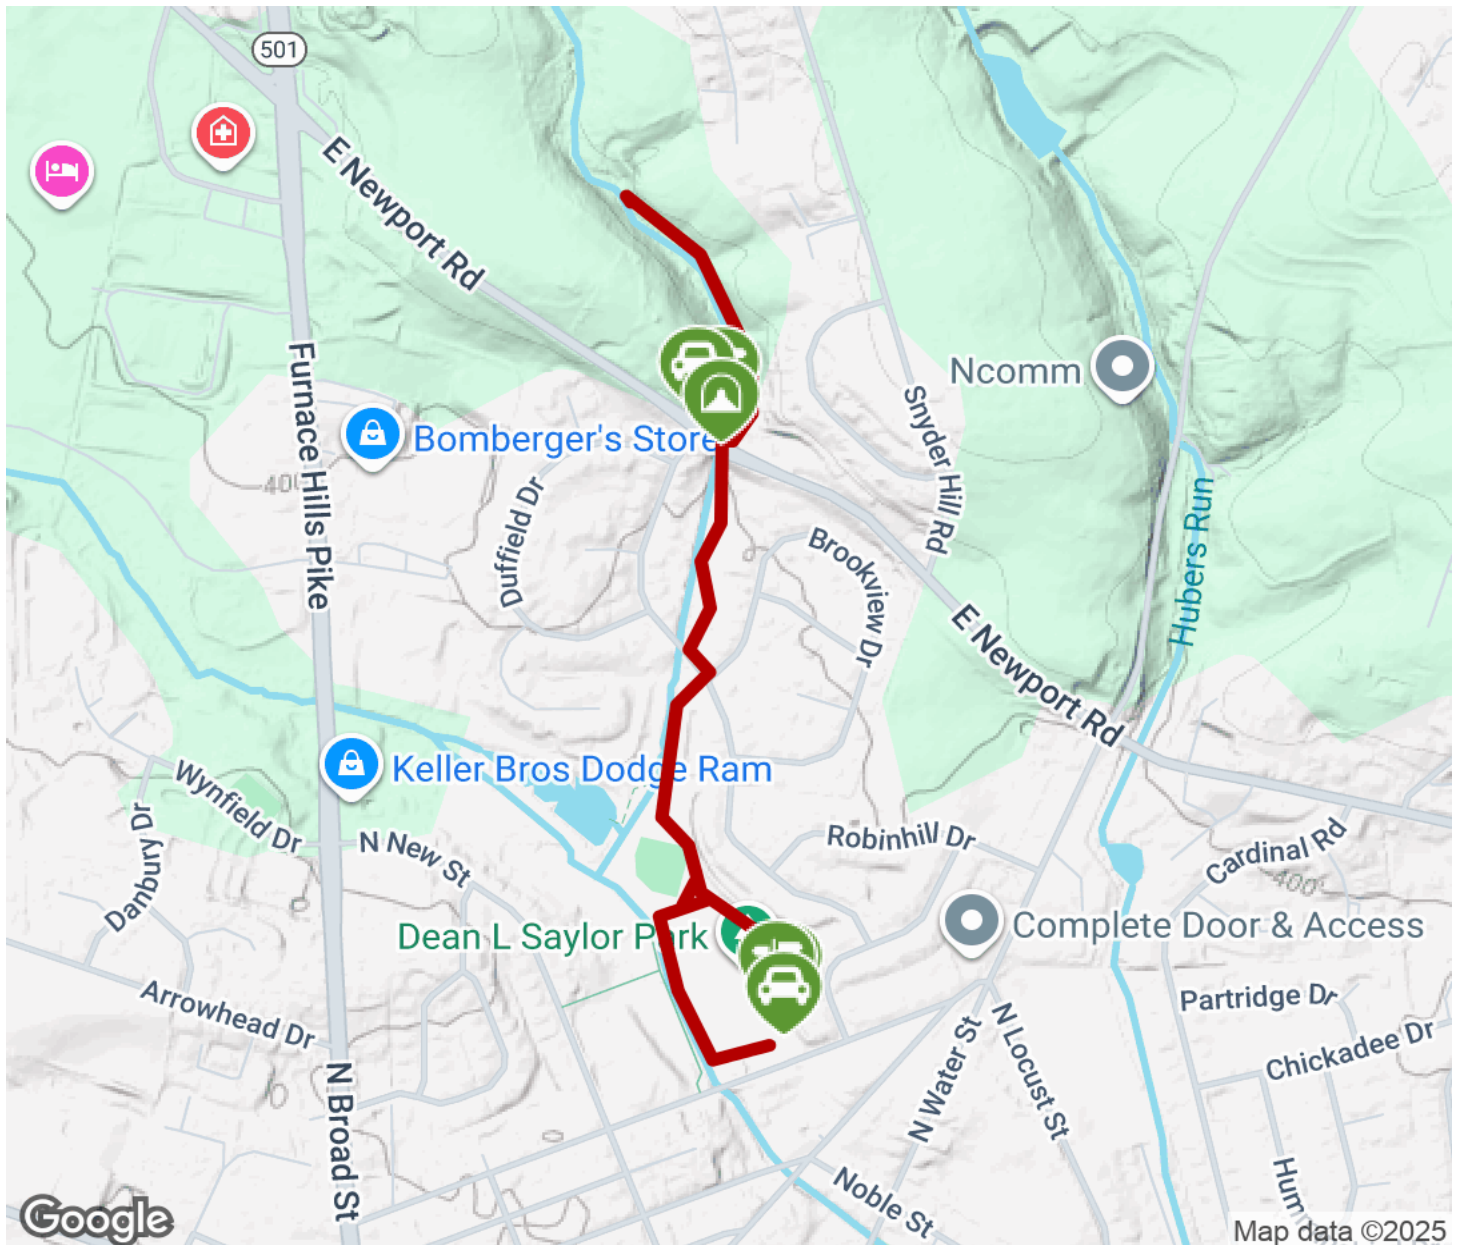 501
E Newport Rd
Furnace Hills Pike
Ncomm
Bomberger's Store
Snyder Hill Rd
400
Duffield Dr
Brookview Dr
Hubers Run
E Newport Rd
Keller Bros Dodge Ram
Wynfield Dr
Danbury Dr
N New St
Robinhill Dr
Cardinal Rd
400'
Dean L Saylor Park
Complete Door & Access
Arrowhead Dr
Partridge Dr
N Water St
N Locust St
Chickadee Dr
N Broad St
Noble St
Google
Map data ©2025